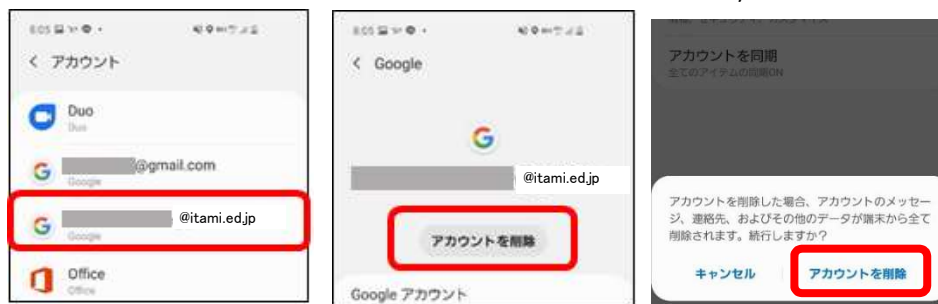 8:05
アカウント
Duo
Duo
@gmail.com
Google
@itami.ed.jp
Google
Office
Office
8:05
Google
@itami.ed.jp
アカウントを削除
Google アカウント
アカウントを同期
全てのアイテムの同期ON
アカウントを削除した場合、アカウントのメッセー
ジ、連絡先、およびその他のデータが端末から全て
削除されます。続行しますか？
キャンセル
アカウントを削除